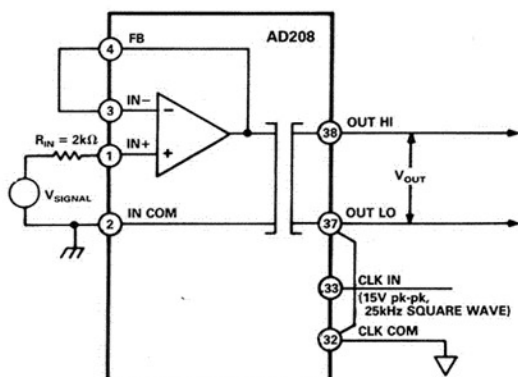 AD208
4 FB
3 IN−
R_IN = 2kΩ
1 IN+
−
+
V_SIGNAL
2 IN COM
38 OUT HI
V_OUT
37 OUT LO
33 CLK IN
(15V pk-pk,
25kHz SQUARE WAVE)
32 CLK COM